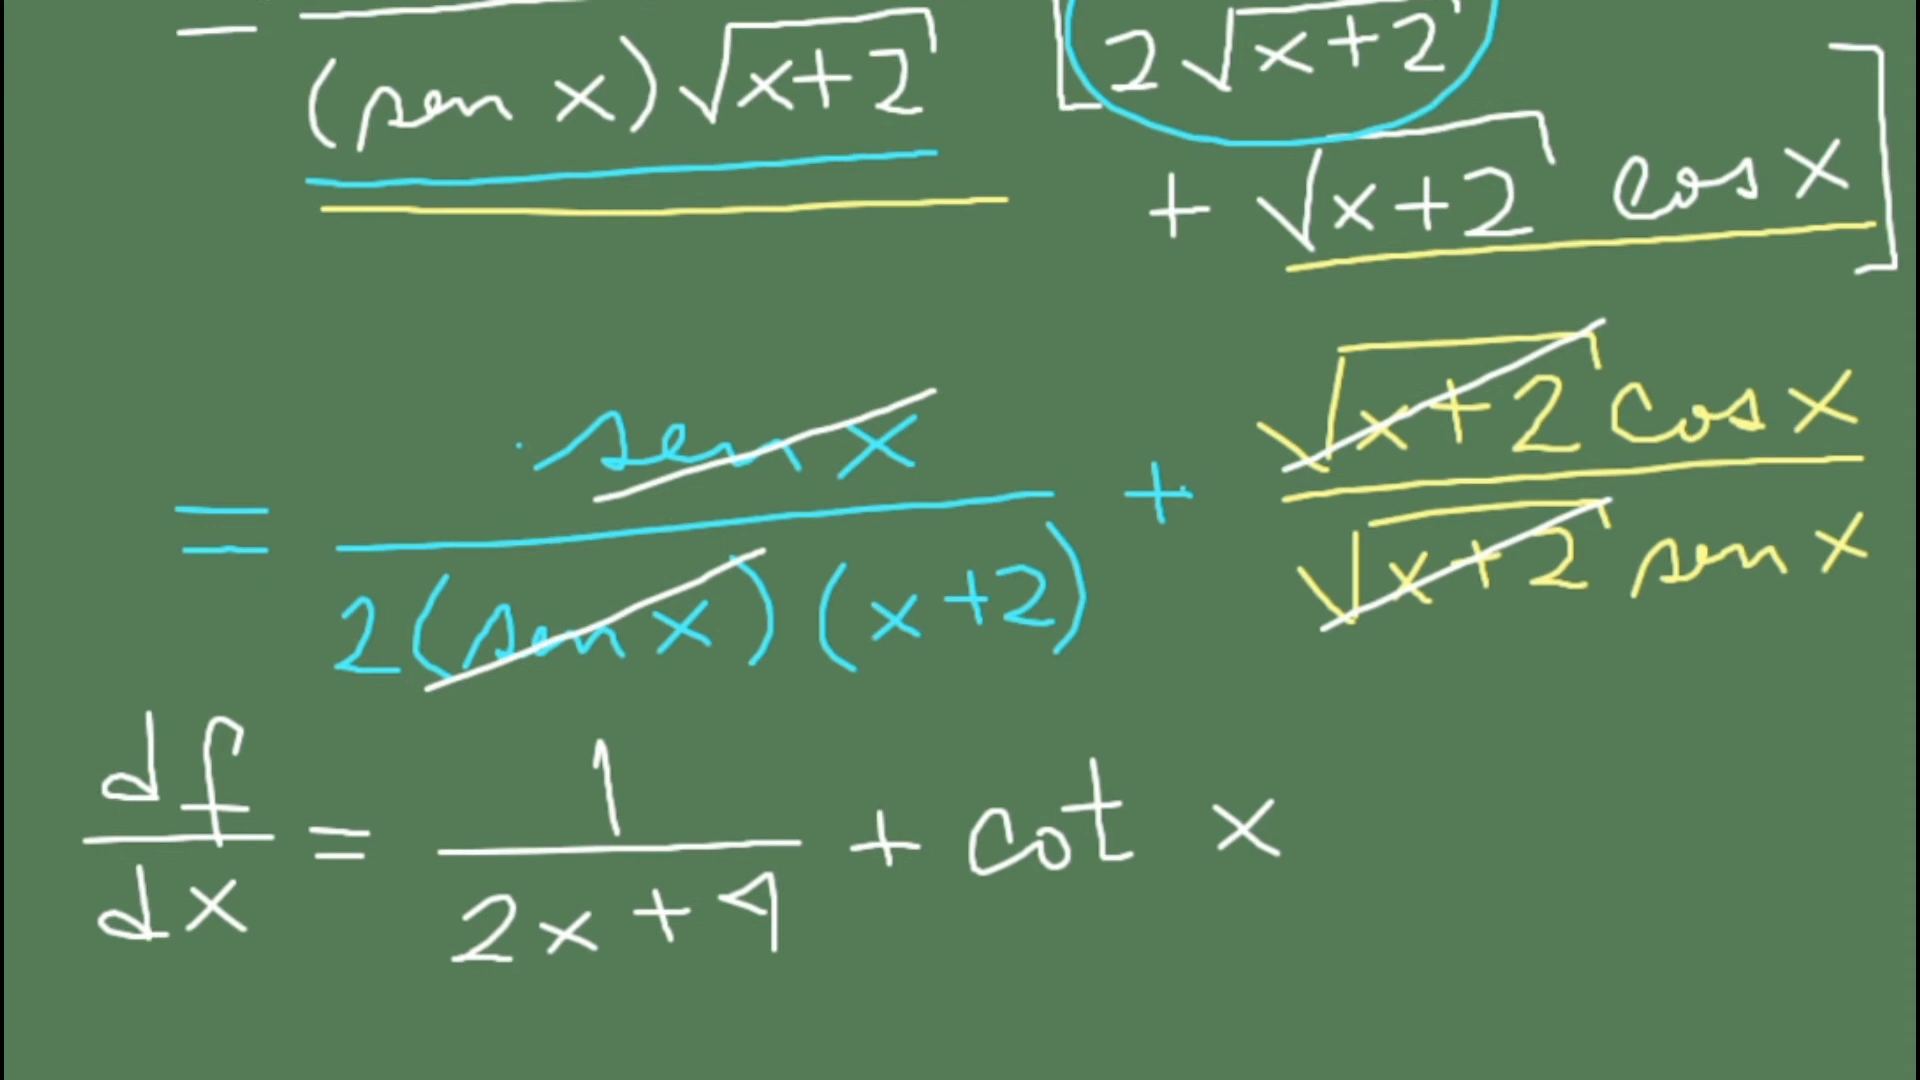 = ――― [
(sen x)√x+2 2√x+2
+ √x+2 cos x ]
= sen x / 2(sen x)(x+2) + √x+2 cos x / √x+2 sen x
df/dx = 1/2x+4 + cot x